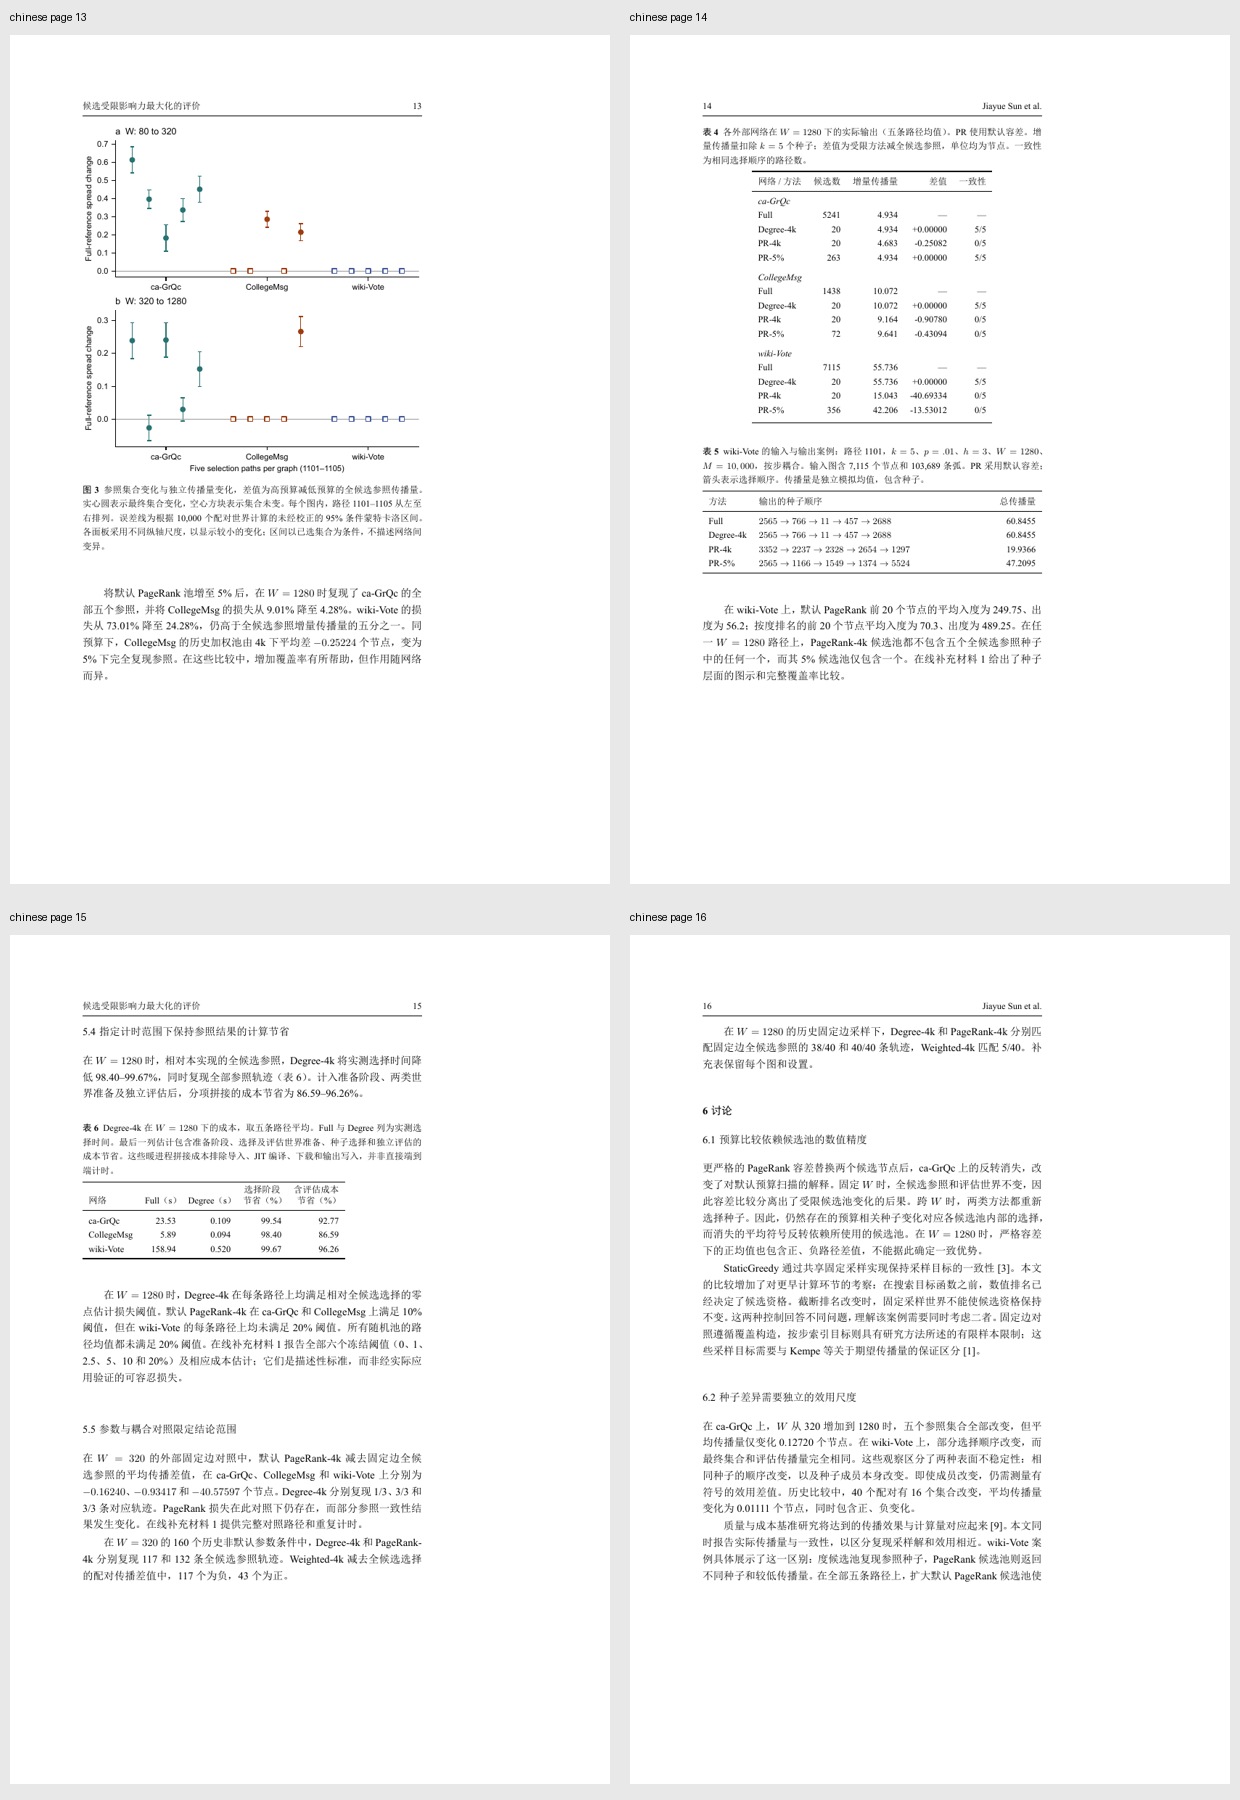 chinese page 13
候选受限影响力最大化的评价 13
a W: 80 to 320
Full-reference spread change
0.7
0.6
0.5
0.4
0.3
0.2
0.1
0.0
ca-GrQc CollegeMsg wiki-Vote
b W: 320 to 1280
Full-reference spread change
0.3
0.2
0.1
0.0
ca-GrQc CollegeMsg wiki-Vote
Five selection paths per graph (1101–1105)
图 3 参照集合变化与独立传播量变化，差值为高预算减低预算的全候选参照传播量。
实心圆表示最终集合变化，空心方块表示集合未变。每个图内，路径 1101–1105 从左至
右排列。误差线为根据 10,000 个配对世界计算的未经校正的 95% 条件蒙特卡洛区间。
各面板采用不同纵轴尺度，以显示较小的变化；区间以已选集合为条件，不描述网络间
变异。
将默认 PageRank 池增至 5% 后，在 W = 1280 时复现了 ca-GrQc 的全
部五个参照，并将 CollegeMsg 的损失从 9.01% 降至 4.28%。wiki-Vote 的损
失从 73.01% 降至 24.28%，仍高于全候选参照增量传播量的五分之一。同
预算下，CollegeMsg 的历史加权池由 4k 下平均差 −0.25224 个节点，变为
5% 下完全复现参照。在这些比较中，增加覆盖率有所帮助，但作用随网络
而异。
chinese page 14
14 Jiayue Sun et al.
表 4 各外部网络在 W = 1280 下的实际输出（五条路径均值）。PR 使用默认容差。增
量传播量扣除 k = 5 个种子；差值为受限方法减全候选参照，单位均为节点。一致性
为相同选择顺序的路径数。
网络 / 方法 候选数 增量传播量 差值 一致性
ca-GrQc
Full 5241 4.934 — —
Degree-4k 20 4.934 +0.00000 5/5
PR-4k 20 4.683 -0.25082 0/5
PR-5% 263 4.934 +0.00000 5/5
CollegeMsg
Full 1438 10.072 — —
Degree-4k 20 10.072 +0.00000 5/5
PR-4k 20 9.164 -0.90780 0/5
PR-5% 72 9.641 -0.43094 0/5
wiki-Vote
Full 7115 55.736 — —
Degree-4k 20 55.736 +0.00000 5/5
PR-4k 20 15.043 -40.69334 0/5
PR-5% 356 42.206 -13.53012 0/5
表 5 wiki-Vote 的输入与输出案例；路径 1101，k = 5、p = .01、h = 3、W = 1280、
M = 10,000，按步耦合。输入图含 7,115 个节点和 103,689 条弧。PR 采用默认容差；
箭头表示选择顺序。传播量是独立模拟均值，包含种子。
方法 输出的种子顺序 总传播量
Full 2565 → 766 → 11 → 457 → 2688 60.8455
Degree-4k 2565 → 766 → 11 → 457 → 2688 60.8455
PR-4k 3352 → 2237 → 2328 → 2654 → 1297 19.9366
PR-5% 2565 → 1166 → 1549 → 1374 → 5524 47.2095
在 wiki-Vote 上，默认 PageRank 前 20 个节点的平均入度为 249.75、出
度为 56.2；按度排名的前 20 个节点平均入度为 70.3、出度为 489.25。在任
一 W = 1280 路径上，PageRank-4k 候选池都不包含五个全候选参照种子
中的任何一个，而其 5% 候选池仅包含一个。在线补充材料 1 给出了种子
层面的图示和完整覆盖率比较。
chinese page 15
候选受限影响力最大化的评价 15
5.4 指定计时范围下保持参照结果的计算节省
在 W = 1280 时，相对本实现的全候选参照，Degree-4k 将实测选择时间降
低 98.40–99.67%，同时复现全部参照轨迹（表 6）。计入准备阶段、两类世
界准备及独立评估后，分项拼接的成本节省为 86.59–96.26%。
表 6 Degree-4k 在 W = 1280 下的成本，取五条路径平均。Full 与 Degree 列为实测选
择时间。最后一列估计包含准备阶段、选择及评估世界准备、种子选择和独立评估的
成本节省。这些暖进程拼接成本排除导入、JIT 编译、下载和输出写入，并非直接端到
端计时。
网络 Full（s） Degree（s） 选择阶段节省（%） 含评估成本节省（%）
ca-GrQc 23.53 0.109 99.54 92.77
CollegeMsg 5.89 0.094 98.40 86.59
wiki-Vote 158.94 0.520 99.67 96.26
在 W = 1280 时，Degree-4k 在每条路径上均满足相对全候选选择的零
点估计损失阈值。默认 PageRank-4k 在 ca-GrQc 和 CollegeMsg 上满足 10%
阈值，但在 wiki-Vote 的每条路径上均未满足 20% 阈值。所有随机池的路
径均值都未满足 20% 阈值。在线补充材料 1 报告全部六个冻结阈值（0、1、
2.5、5、10 和 20%）及相应成本估计；它们是描述性标准，而非经实际应
用验证的可容忍损失。
5.5 参数与耦合对照限定结论范围
在 W = 320 的外部固定边对照中，默认 PageRank-4k 减去固定边全候
选参照的平均传播差值，在 ca-GrQc、CollegeMsg 和 wiki-Vote 上分别为
−0.16240、−0.93417 和 −40.57597 个节点。Degree-4k 分别复现 1/3、3/3 和
3/3 条对应轨迹。PageRank 损失在此对照下仍存在，而部分参照一致性结
果发生变化。在线补充材料 1 提供完整对照路径和重复计时。
在 W = 320 的 160 个历史非默认参数条件中，Degree-4k 和 PageRank-
4k 分别复现 117 和 132 条全候选参照轨迹。Weighted-4k 减去全候选选择
的配对传播差值中，117 个为负，43 个为正。
chinese page 16
16 Jiayue Sun et al.
在 W = 1280 的历史固定边采样下，Degree-4k 和 PageRank-4k 分别匹
配固定边全候选参照的 38/40 和 40/40 条轨迹，Weighted-4k 匹配 5/40。补
充表保留每个图和设置。
6 讨论
6.1 预算比较依赖候选池的数值精度
更严格的 PageRank 容差替换两个候选节点后，ca-GrQc 上的反转消失，改
变了对默认预算扫描的解释。固定 W 时，全候选参照和评估世界不变，因
此容差比较分离出了受限候选池变化的后果。跨 W 时，两类方法都重新
选择种子。因此，仍然存在的预算相关种子变化对应各候选池内部的选择，
而消失的平均符号反转依赖所使用的候选池。在 W = 1280 时，严格容差
下的正均值也包含正、负路径差值，不能据此确定一致优势。
StaticGreedy 通过共享固定采样实现保持采样目标的一致性 [3]。本文
的比较增加了对更早计算环节的考察：在搜索目标函数之前，数值排名已
经决定了候选资格。截断排名改变时，固定采样世界不能使候选资格保持
不变。这两种控制回答不同问题，理解该案例需要同时考虑二者。固定边对
照遵循覆盖构造，按步索引目标则具有研究方法所述的有限样本限制；这
些采样目标需要与 Kempe 等关于期望传播量的保证区分 [1]。
6.2 种子差异需要独立的效用尺度
在 ca-GrQc 上，W 从 320 增加到 1280 时，五个参照集合全部改变，但平
均传播量仅变化 0.12720 个节点。在 wiki-Vote 上，部分选择顺序改变，而
最终集合和评估传播量完全相同。这些观察区分了两种表面不稳定性：相
同种子的顺序改变，以及种子成员本身改变。即使成员改变，仍需测量有
符号的效用差值。历史比较中，40 个配对有 16 个集合改变，平均传播量
变化为 0.01111 个节点，同时包含正、负变化。
质量与成本基准研究将达到的传播效果与计算量对应起来 [9]。本文同
时报告实际传播量与一致性，以区分复现采样解和效用相近。wiki-Vote 案
例具体展示了这一区别：度候选池复现参照种子，PageRank 候选池则返回
不同种子和较低传播量。在全部五条路径上，扩大默认 PageRank 候选池使